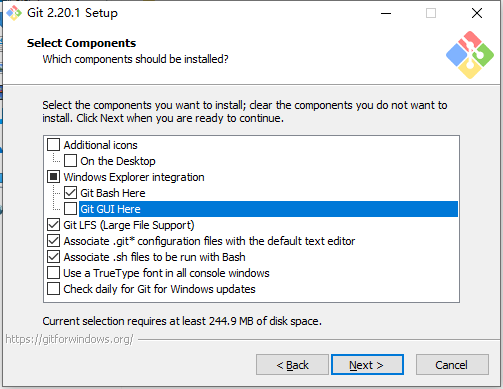 Git 2.20.1 Setup
Select Components
Which components should be installed?
Select the components you want to install; clear the components you do not want to
install. Click Next when you are ready to continue.
Additional icons
On the Desktop
Windows Explorer integration
Git Bash Here
Git GUI Here
Git LFS (Large File Support)
Associate .git* configuration files with the default text editor
Associate .sh files to be run with Bash
Use a TrueType font in all console windows
Check daily for Git for Windows updates
Current selection requires at least 244.9 MB of disk space.
https://gitforwindows.org/
< Back
Next >
Cancel